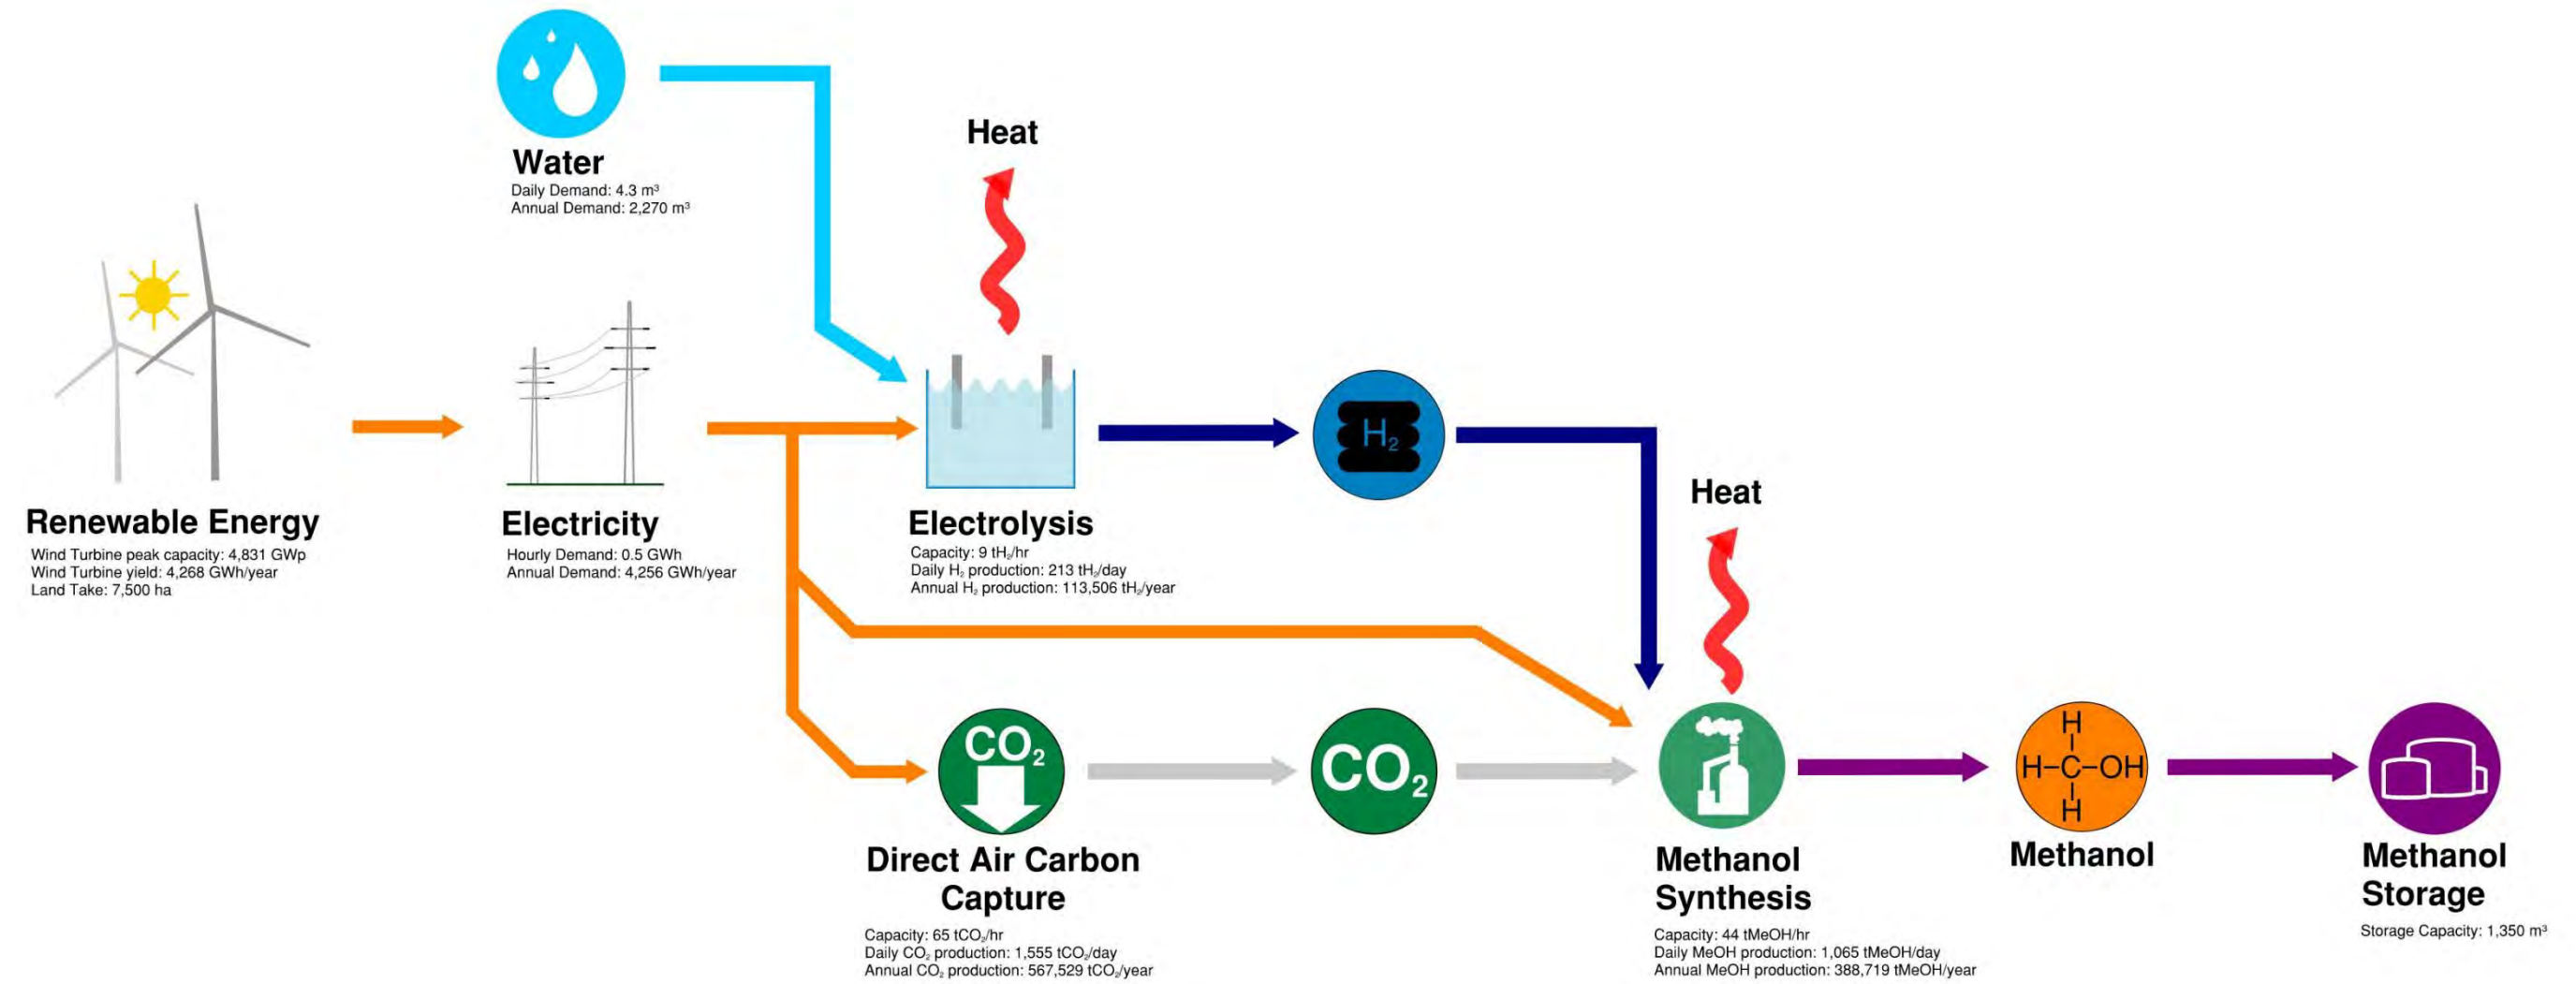 Water
Daily Demand: 4.3 m³
Annual Demand: 2,270 m³
Heat
Renewable Energy
Wind Turbine peak capacity: 4,831 GWp
Wind Turbine yield: 4,268 GWh/year
Land Take: 7,500 ha
Electricity
Hourly Demand: 0.5 GWh
Annual Demand: 4,256 GWh/year
Electrolysis
Capacity: 9 tH₂/hr
Daily H₂ production: 213 tH₂/day
Annual H₂ production: 113,506 tH₂/year
H₂
Heat
CO₂
Direct Air Carbon
Capture
Capacity: 65 tCO₂/hr
Daily CO₂ production: 1,555 tCO₂/day
Annual CO₂ production: 567,529 tCO₂/year
CO₂
Methanol
Synthesis
Capacity: 44 tMeOH/hr
Daily MeOH production: 1,065 tMeOH/day
Annual MeOH production: 388,719 tMeOH/year
H
H–C–OH
H
Methanol
Methanol
Storage
Storage Capacity: 1,350 m³